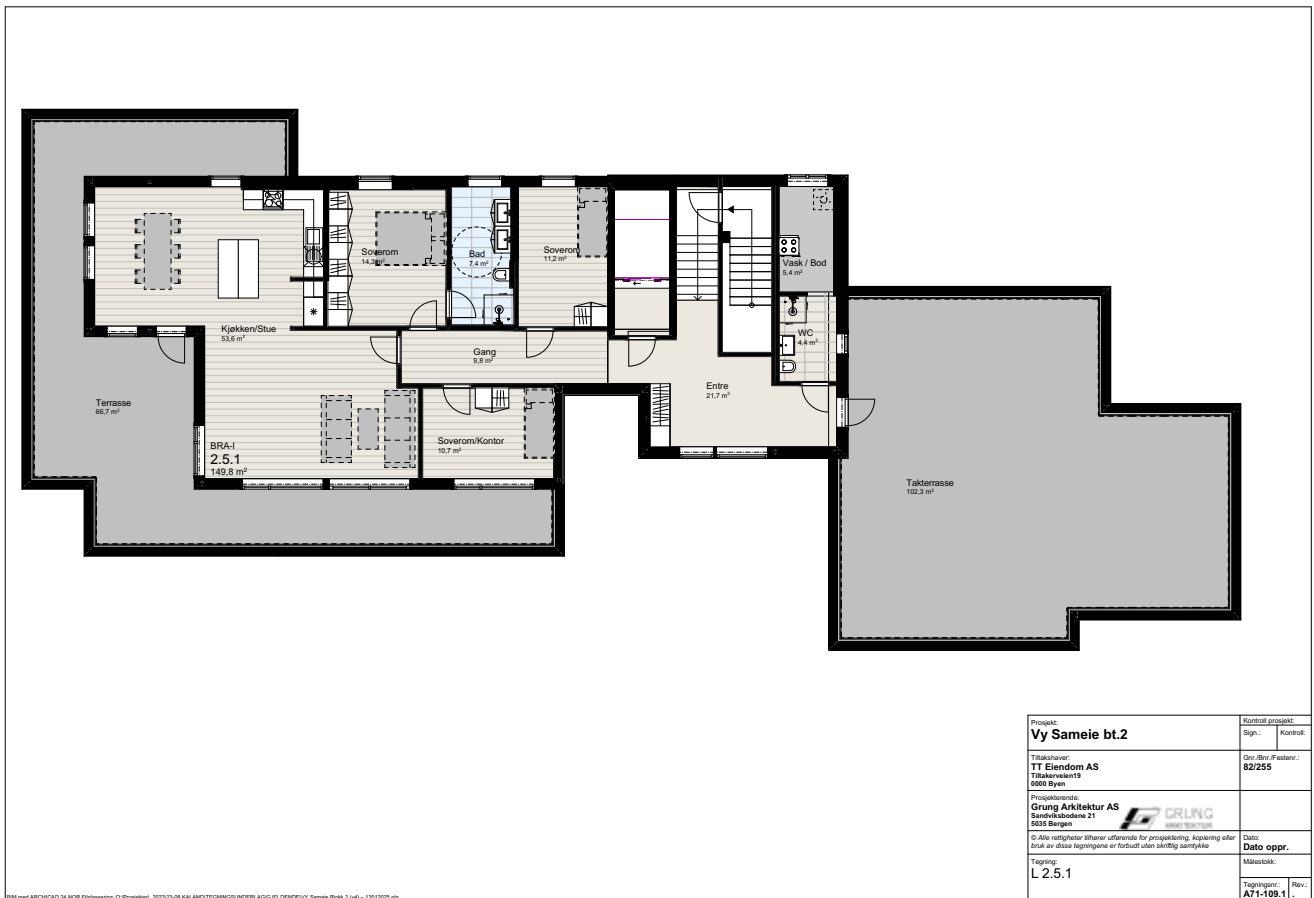 Soverom
14,3m²
Bad
7,4 m²
Soverom
11,2 m²
Vask / Bod
5,4 m²
Kjøkken/Stue
53,6 m²
WC
4,4 m²
Gang
9,8 m²
Entre
21,7 m²
Terrasse
66,7 m²
BRA-I
2.5.1
149,8 m²
Soverom/Kontor
10,7 m²
Takterrasse
102,3 m²
Prosjekt:
Vy Sameie bt.2
Kontroll prosjekt:
Sign.: Kontroll:
Tiltakshaver:
TT Eiendom AS
Tiltakerveien19
0000 Byen
Gnr./Bnr./Festenr.:
82/255
Prosjekterende:
Grung Arkitektur AS
Sandviksbodene 21
5035 Bergen
GRUNG
ARKITEKTUR
© Alle rettigheter tilhører utførende for prosjektering, kopiering eller
bruk av disse tegningene er forbudt uten skriftlig samtykke
Dato:
Dato oppr.
Tegning:
L 2.5.1
Målestokk:
Tegningsnr.: Rev.:
A71-109.1 .